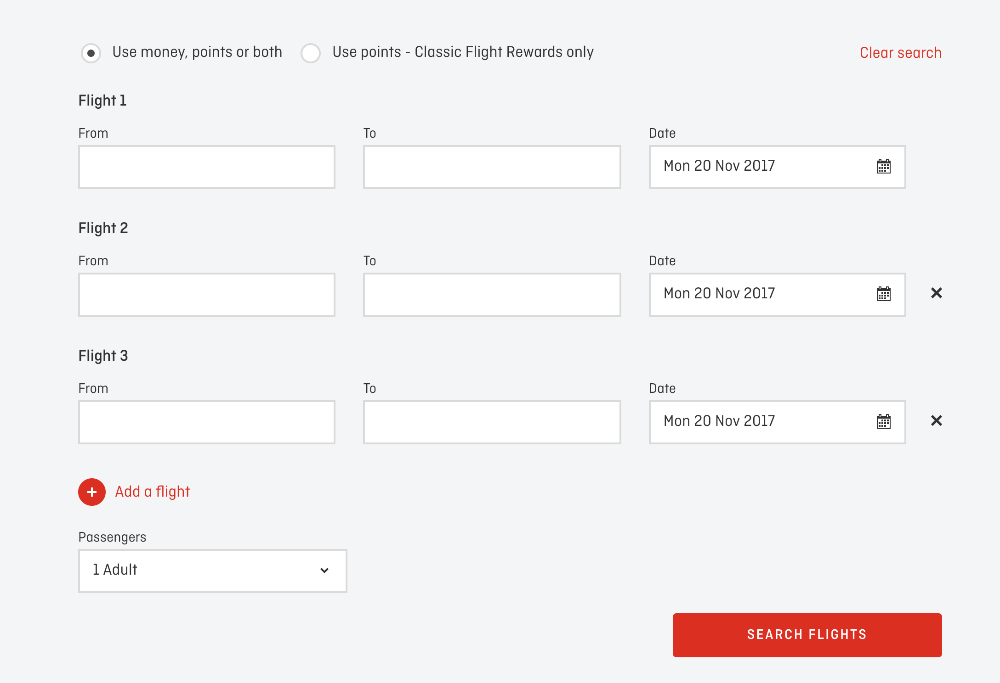 Use money, points or both Use points - Classic Flight Rewards only Clear search
Flight 1
From To Date
Mon 20 Nov 2017
Flight 2
From To Date
Mon 20 Nov 2017
Flight 3
From To Date
Mon 20 Nov 2017
Add a flight
Passengers
1 Adult
SEARCH FLIGHTS